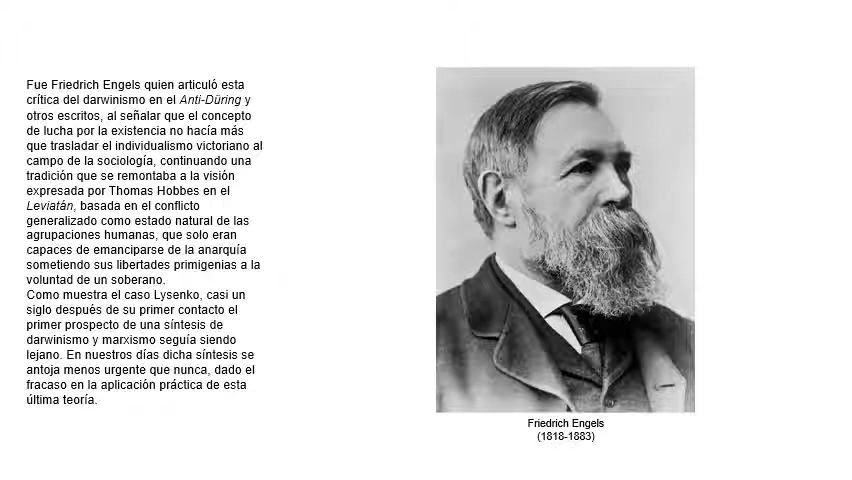 Fue Friedrich Engels quien articuló esta
crítica del darwinismo en el Anti-Düring y
otros escritos, al señalar que el concepto
de lucha por la existencia no hacía más
que trasladar el individualismo victoriano al
campo de la sociología, continuando una
tradición que se remontaba a la visión
expresada por Thomas Hobbes en el
Leviatân, basada en el conflicto
generalizado como estado natural de las
agrupaciones humanas, que solo eran
capaces de emanciparse de la anarquía
sometiendo sus libertades primigenias a la
voluntad de un soberano.
Como muestra el caso Lysenko, casi un
siglo después de su primer contacto el
primer prospecto de una síntesis de
darwinismo y marxismo seguía siendo
lejano. En nuestros días dicha síntesis se
antoja menos urgente que nunca, dado el
fracaso en la aplicación práctica de esta
última teoría.
Friedrich Engels
(1818-1883)